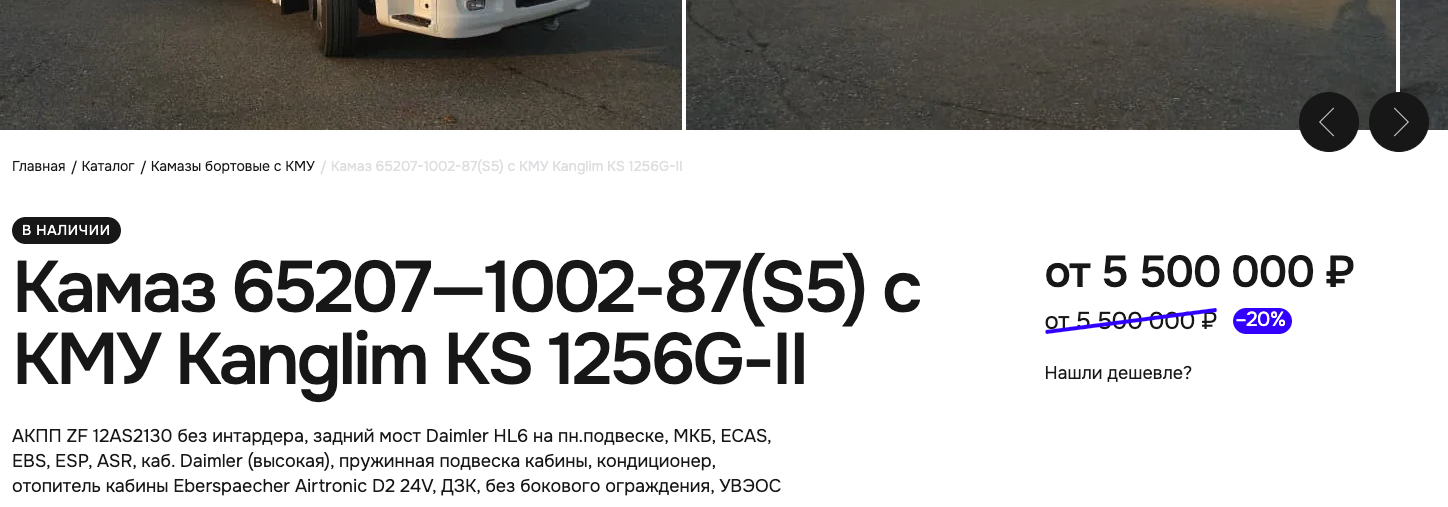 Главная / Каталог / Камазы бортовые с КМУ / Камаз 65207-1002-87(S5) с КМУ Kanglim KS 1256G-II
В НАЛИЧИИ
Камаз 65207—1002-87(S5) с
КМУ Kanglim KS 1256G-II
от 5 500 000 ₽
от 5 500 000 ₽ –20%
Нашли дешевле?
АКПП ZF 12AS2130 без интардера, задний мост Daimler HL6 на пн.подвеске, МКБ, ECAS,
EBS, ESP, ASR, каб. Daimler (высокая), пружинная подвеска кабины, кондиционер,
отопитель кабины Eberspaecher Airtronic D2 24V, ДЗК, без бокового ограждения, УВЭОС